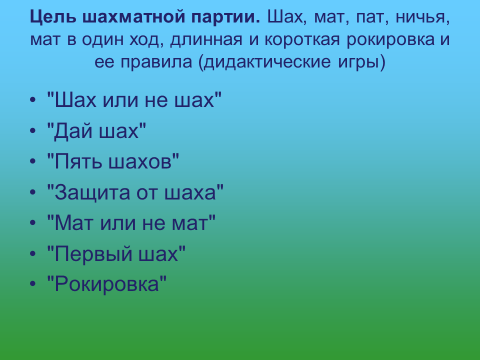 Цель шахматной партии. Шах, мат, пат, ничья,
мат в один ход, длинная и короткая рокировка и
ее правила (дидактические игры)
• "Шах или не шах"
• "Дай шах"
• "Пять шахов"
• "Защита от шаха"
• "Мат или не мат"
• "Первый шах"
• "Рокировка"